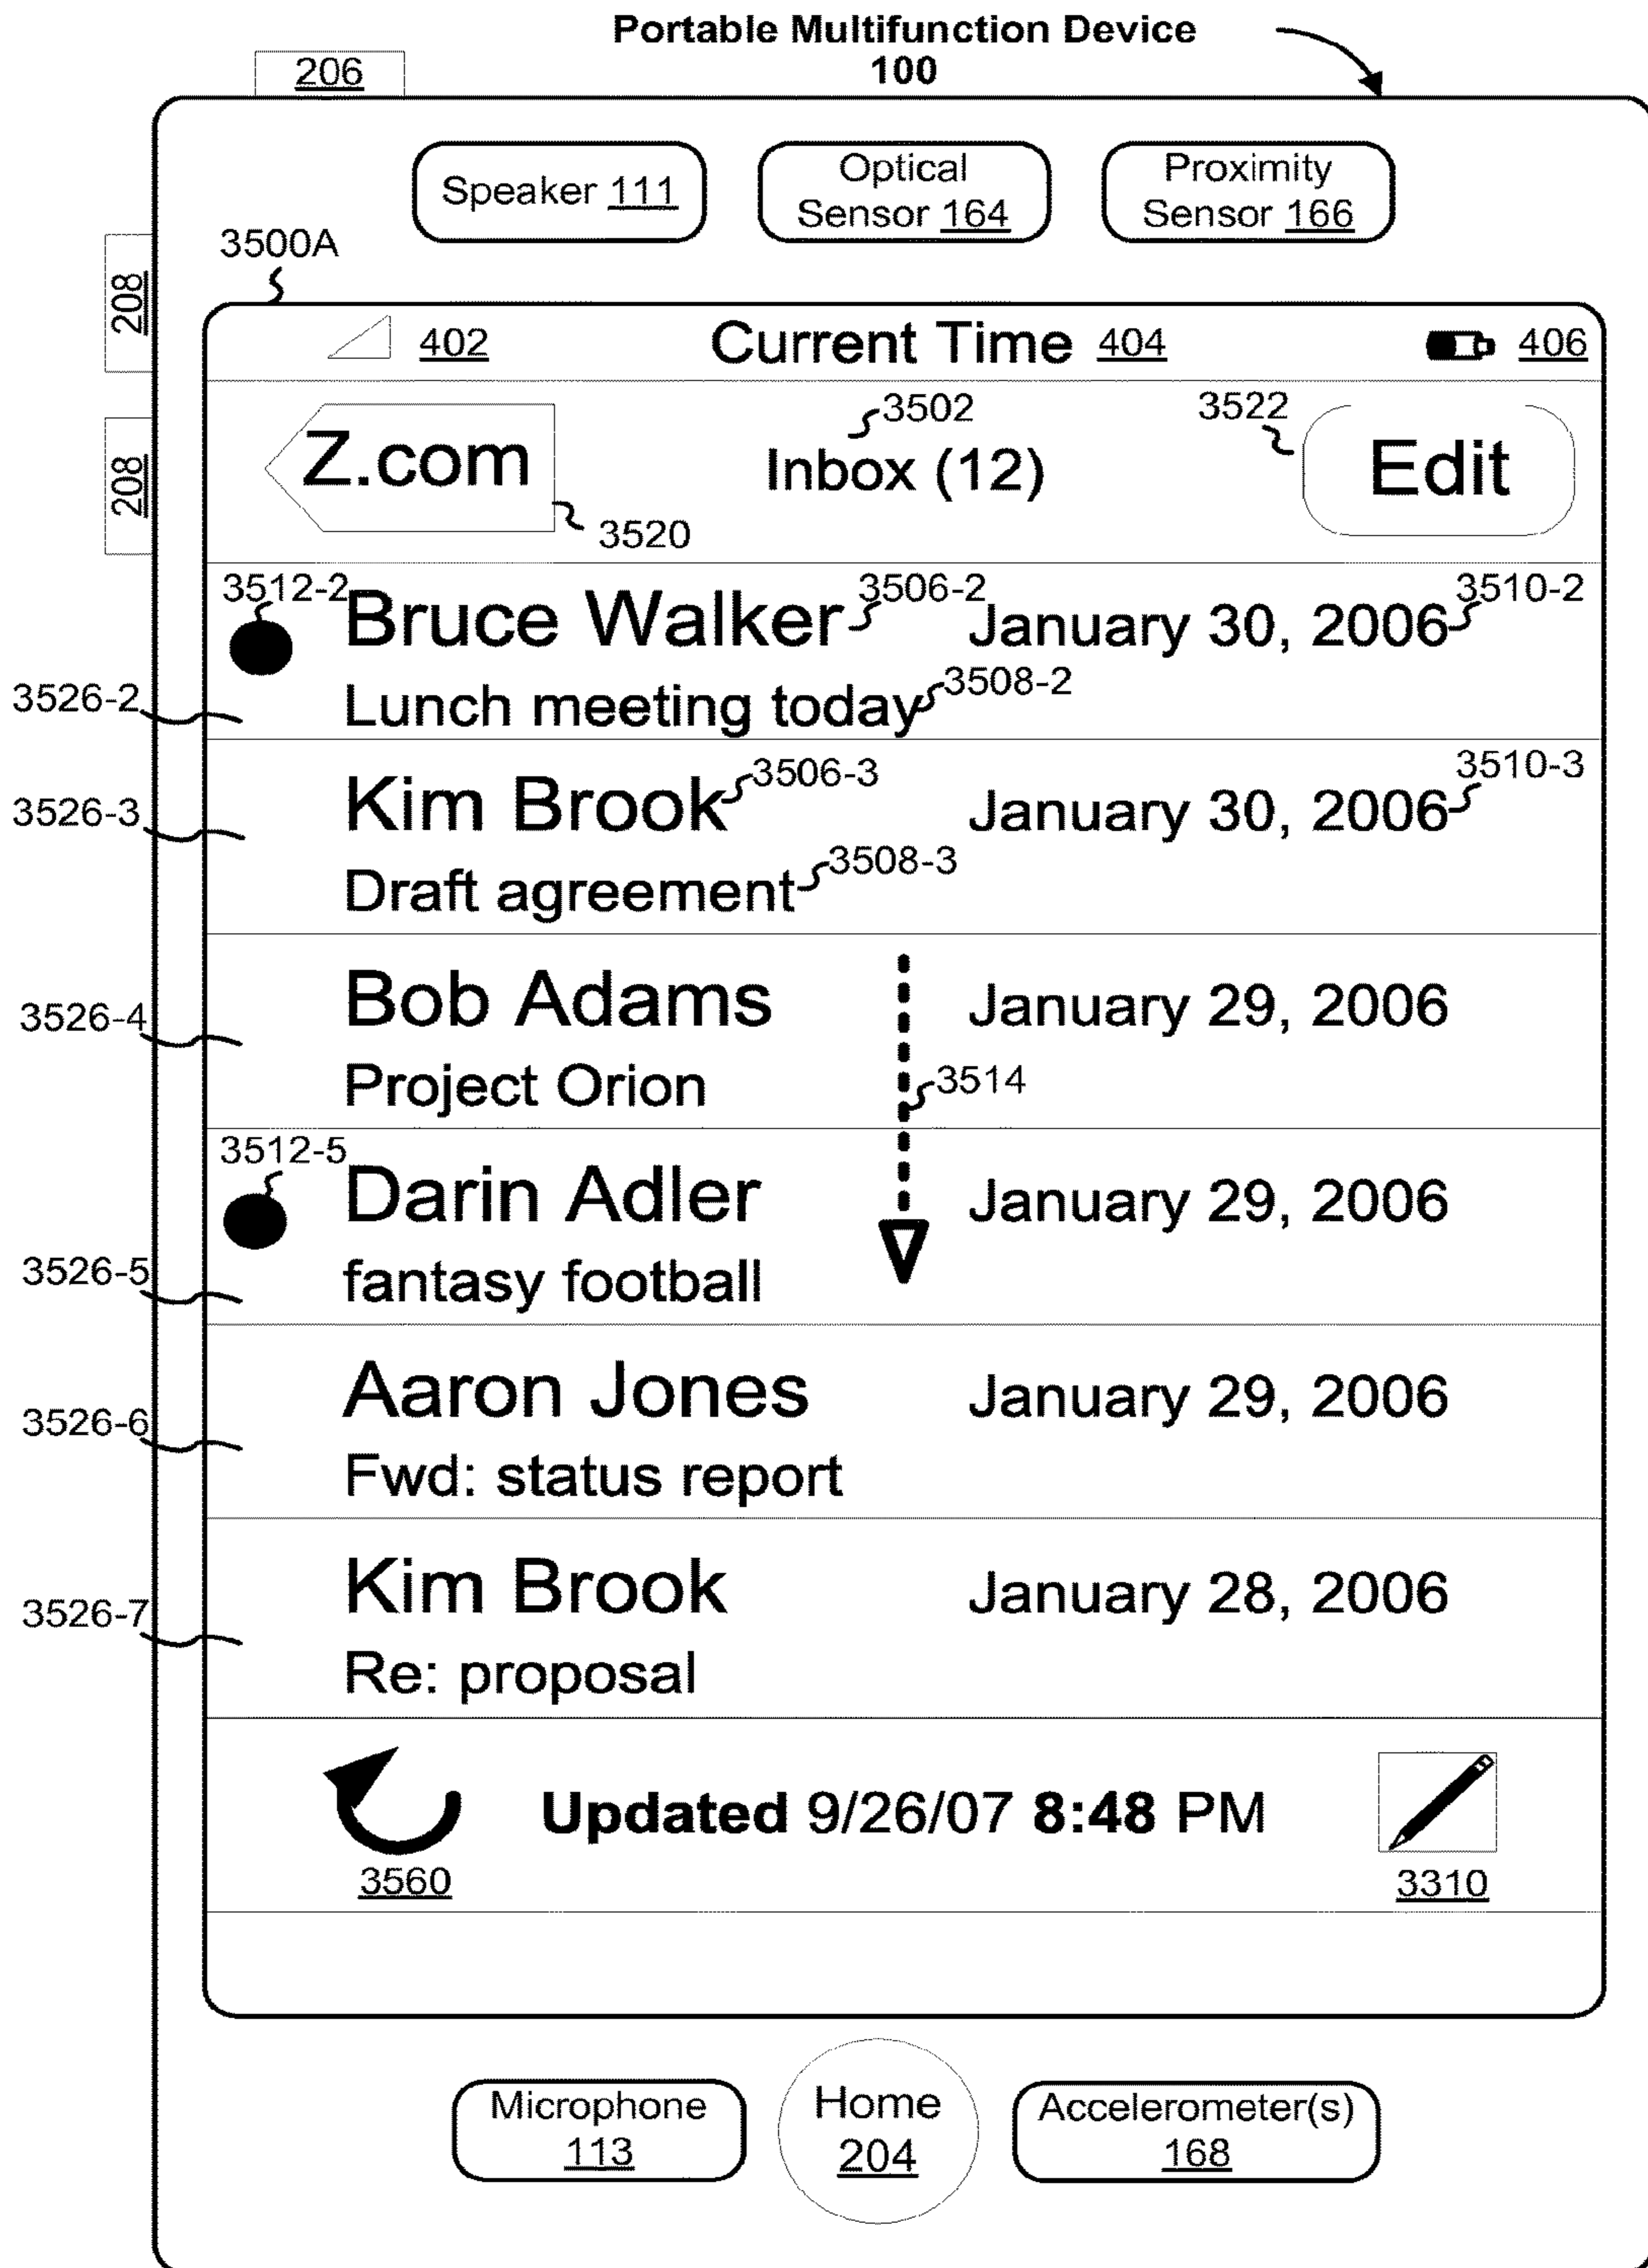 Portable Multifunction Device
100
206
Speaker 111
Optical
Sensor 164
Proximity
Sensor 166
3500A
208
402
Current Time 404
406
208
Z.com
3520
3502
Inbox (12)
3522
Edit
3512-2
Bruce Walker
3506-2
January 30, 2006
3510-2
3526-2
Lunch meeting today
3508-2
3526-3
Kim Brook
3506-3
January 30, 2006
3510-3
Draft agreement
3508-3
3526-4
Bob Adams
January 29, 2006
Project Orion
3514
3512-5
Darin Adler
January 29, 2006
3526-5
fantasy football
Aaron Jones
January 29, 2006
3526-6
Fwd: status report
Kim Brook
January 28, 2006
3526-7
Re: proposal
Updated 9/26/07 8:48 PM
3560
3310
Microphone
113
Home
204
Accelerometer(s)
168